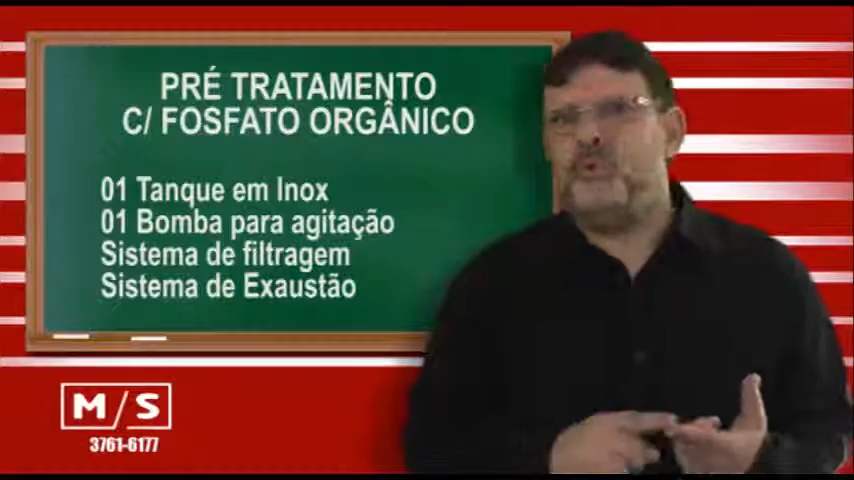 PRÉ TRATAMENTO
C/ FOSFATO ORGÂNICO
01 Tanque em Inox
01 Bomba para agitação
Sistema de filtragem
Sistema de Exaustão
M/S
3761-6177